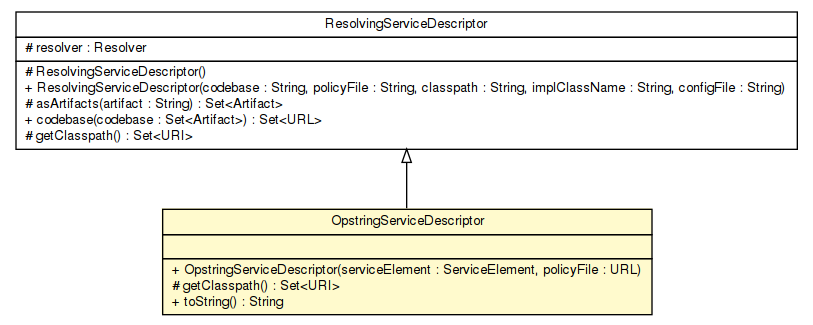 ResolvingServiceDescriptor
# resolver : Resolver
# ResolvingServiceDescriptor()
+ ResolvingServiceDescriptor(codebase : String, policyFile : String, classpath : String, implClassName : String, configFile : String)
# asArtifacts(artifact : String) : Set<Artifact>
+ codebase(codebase : Set<Artifact>) : Set<URL>
# getClasspath() : Set<URI>
OpstringServiceDescriptor
+ OpstringServiceDescriptor(serviceElement : ServiceElement, policyFile : URL)
# getClasspath() : Set<URI>
+ toString() : String